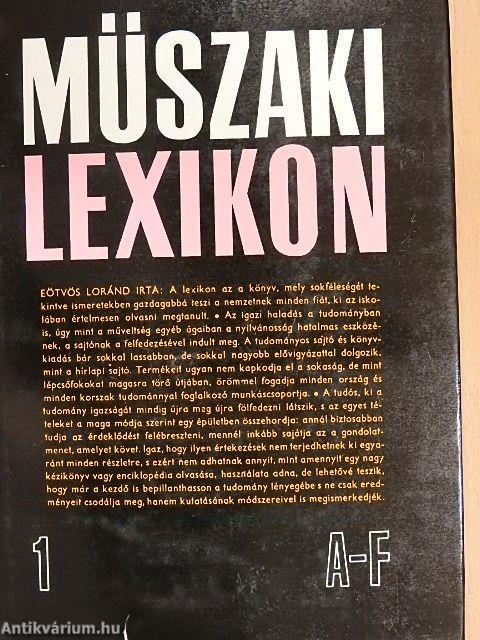 MŰSZAKI
LEXIKON
EÖTVÖS LORÁND IRTA: A lexikon az a könyv, mely sokféleségét te-
kintve ismeretekben gazdagabbá teszi a nemzetnek minden fiát, ki az isko-
lában értelmesen olvasni megtanult. • Az igazi haladás a tudományban
is, úgy mint a műveltség egyéb ágaiban a nyilvánosság hatalmas eszközé-
nek, a sajtónak a felfedezésével indult meg. A tudományos sajtó és könyv-
kiadás bár sokkal lassabban, de sokkal nagyobb elővigyázattal dolgozik,
mint a hírlapi sajtó. Termékeit ugyan nem kapkodja el a sokaság, de mint
lépcsőfokokat magasra törő útjában, örömmel fogadja minden ország és
minden korszak tudománnyal foglalkozó munkáscsoportja. • A tudós, ki a
tudomány igazságát mindig újra meg újra fölfedezni látszik, s az egyes té-
teleket a maga módja szerint egy épületben összehordja: annál biztosabban
tudja az érdeklődést felébreszteni, mennél inkább sajátja az a gondolat-
menet, amelyet követ. Igaz, hogy ilyen értekezések nem terjedhetnek ki egya-
ránt minden részletre, s ezért nem adhatnak annyit, mint amennyit egy nagy
kézikönyv vagy enciklopédia olvasása, használata adna, de lehetővé teszik,
hogy már a kezdő is bepillanthasson a tudomány lényegébe s ne csak ered-
ményeit csodálja meg, hanem kutatásának módszereivel is megismerkedjék.
1 A-F
Antikvárium.hu